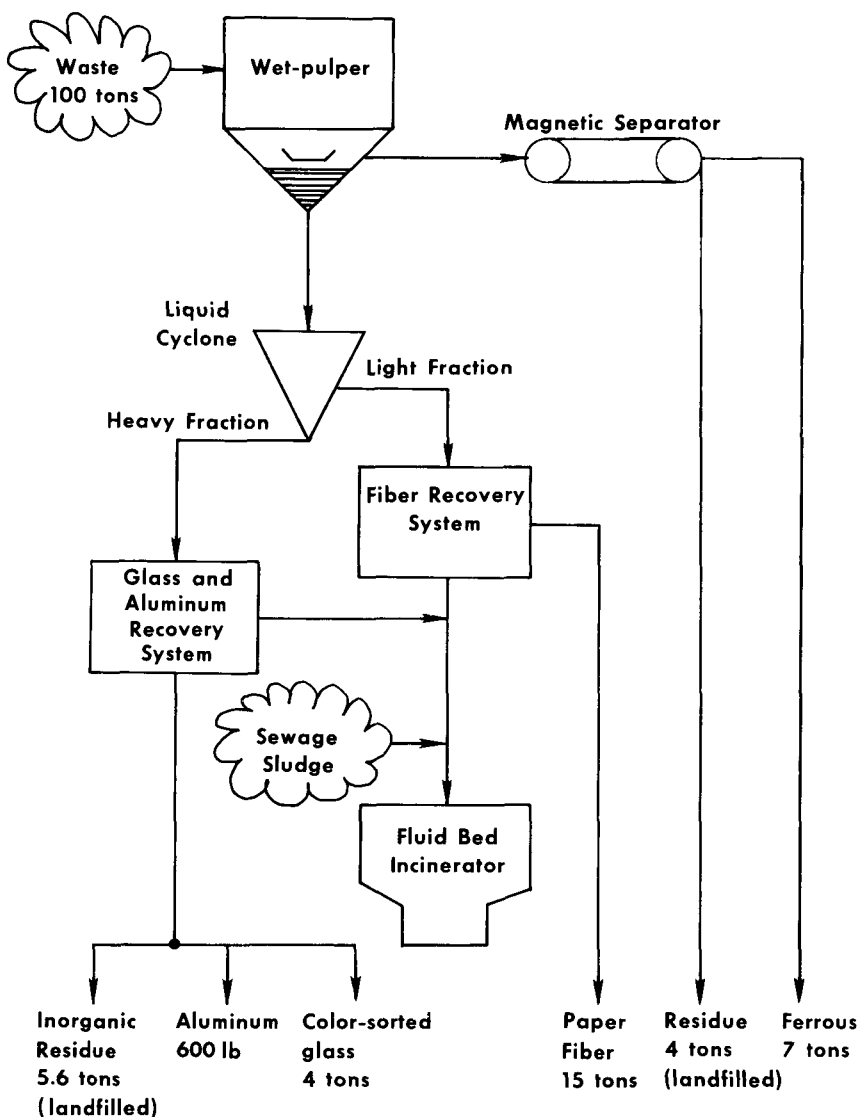 Waste
100 tons
Wet-pulper
Magnetic Separator
Liquid
Cyclone
Light Fraction
Heavy Fraction
Fiber Recovery
System
Glass and
Aluminum
Recovery
System
Sewage
Sludge
Fluid Bed
Incinerator
Inorganic
Residue
5.6 tons
(landfilled)
Aluminum
600 lb
Color-sorted
glass
4 tons
Paper
Fiber
15 tons
Residue
4 tons
(landfilled)
Ferrous
7 tons